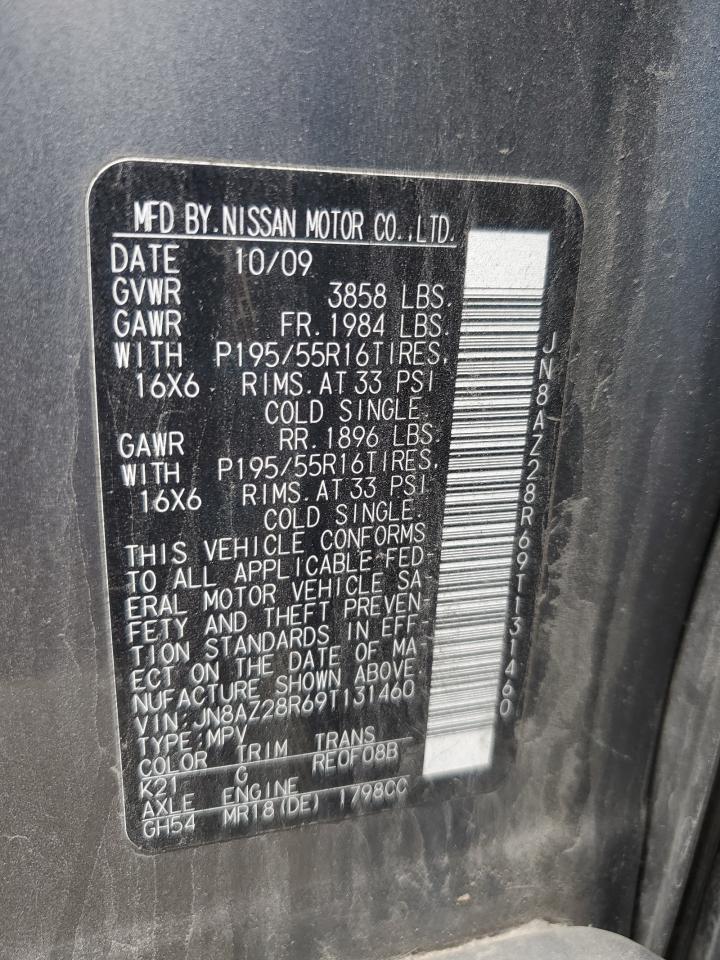 MFD BY. NISSAN MOTOR CO., LTD.
DATE 10/09
GVWR 3858 LBS.
GAWR FR. 1984 LBS.
WITH P195/55R16TIRES,
16X6 RIMS. AT 33 PSI
COLD SINGLE.
GAWR RR. 1896 LBS.
WITH P195/55R16TIRES,
16X6 RIMS. AT 33 PSI
COLD SINGLE.
THIS VEHICLE CONFORMS
TO ALL APPLICABLE FED-
ERAL MOTOR VEHICLE SA-
FETY AND THEFT PREVEN-
TION STANDARDS IN EFF-
ECT ON THE DATE OF MA-
NUFACTURE SHOWN ABOVE.
VIN: JN8AZ28R69T131460
TYPE: MPV
COLOR TRIM TRANS
K21 G RE0F08B
AXLE ENGINE
GH54 MR18(DE) 1798CC
JN8AZ28R69T131460